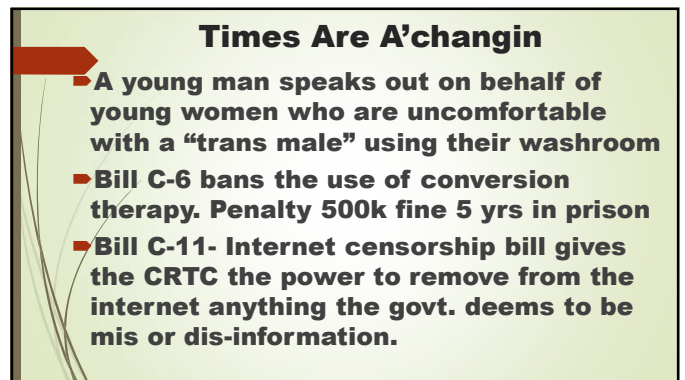 Times Are A’changin
A young man speaks out on behalf of
young women who are uncomfortable
with a “trans male” using their washroom
Bill C-6 bans the use of conversion
therapy. Penalty 500k fine 5 yrs in prison
Bill C-11- Internet censorship bill gives
the CRTC the power to remove from the
internet anything the govt. deems to be
mis or dis-information.